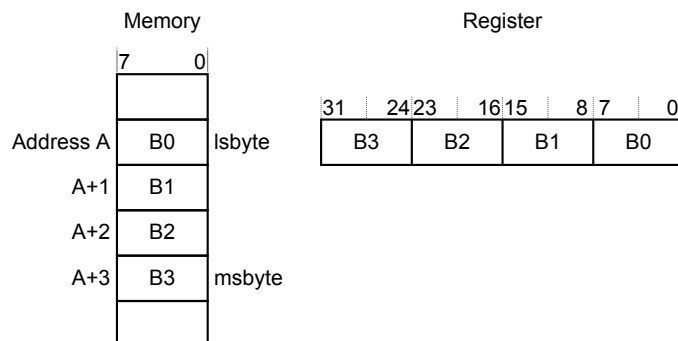 Memory Register
7 0
31 24 23 16 15 8 7 0
Address A B0 lsbyte B3 B2 B1 B0
A+1 B1
A+2 B2
A+3 B3 msbyte